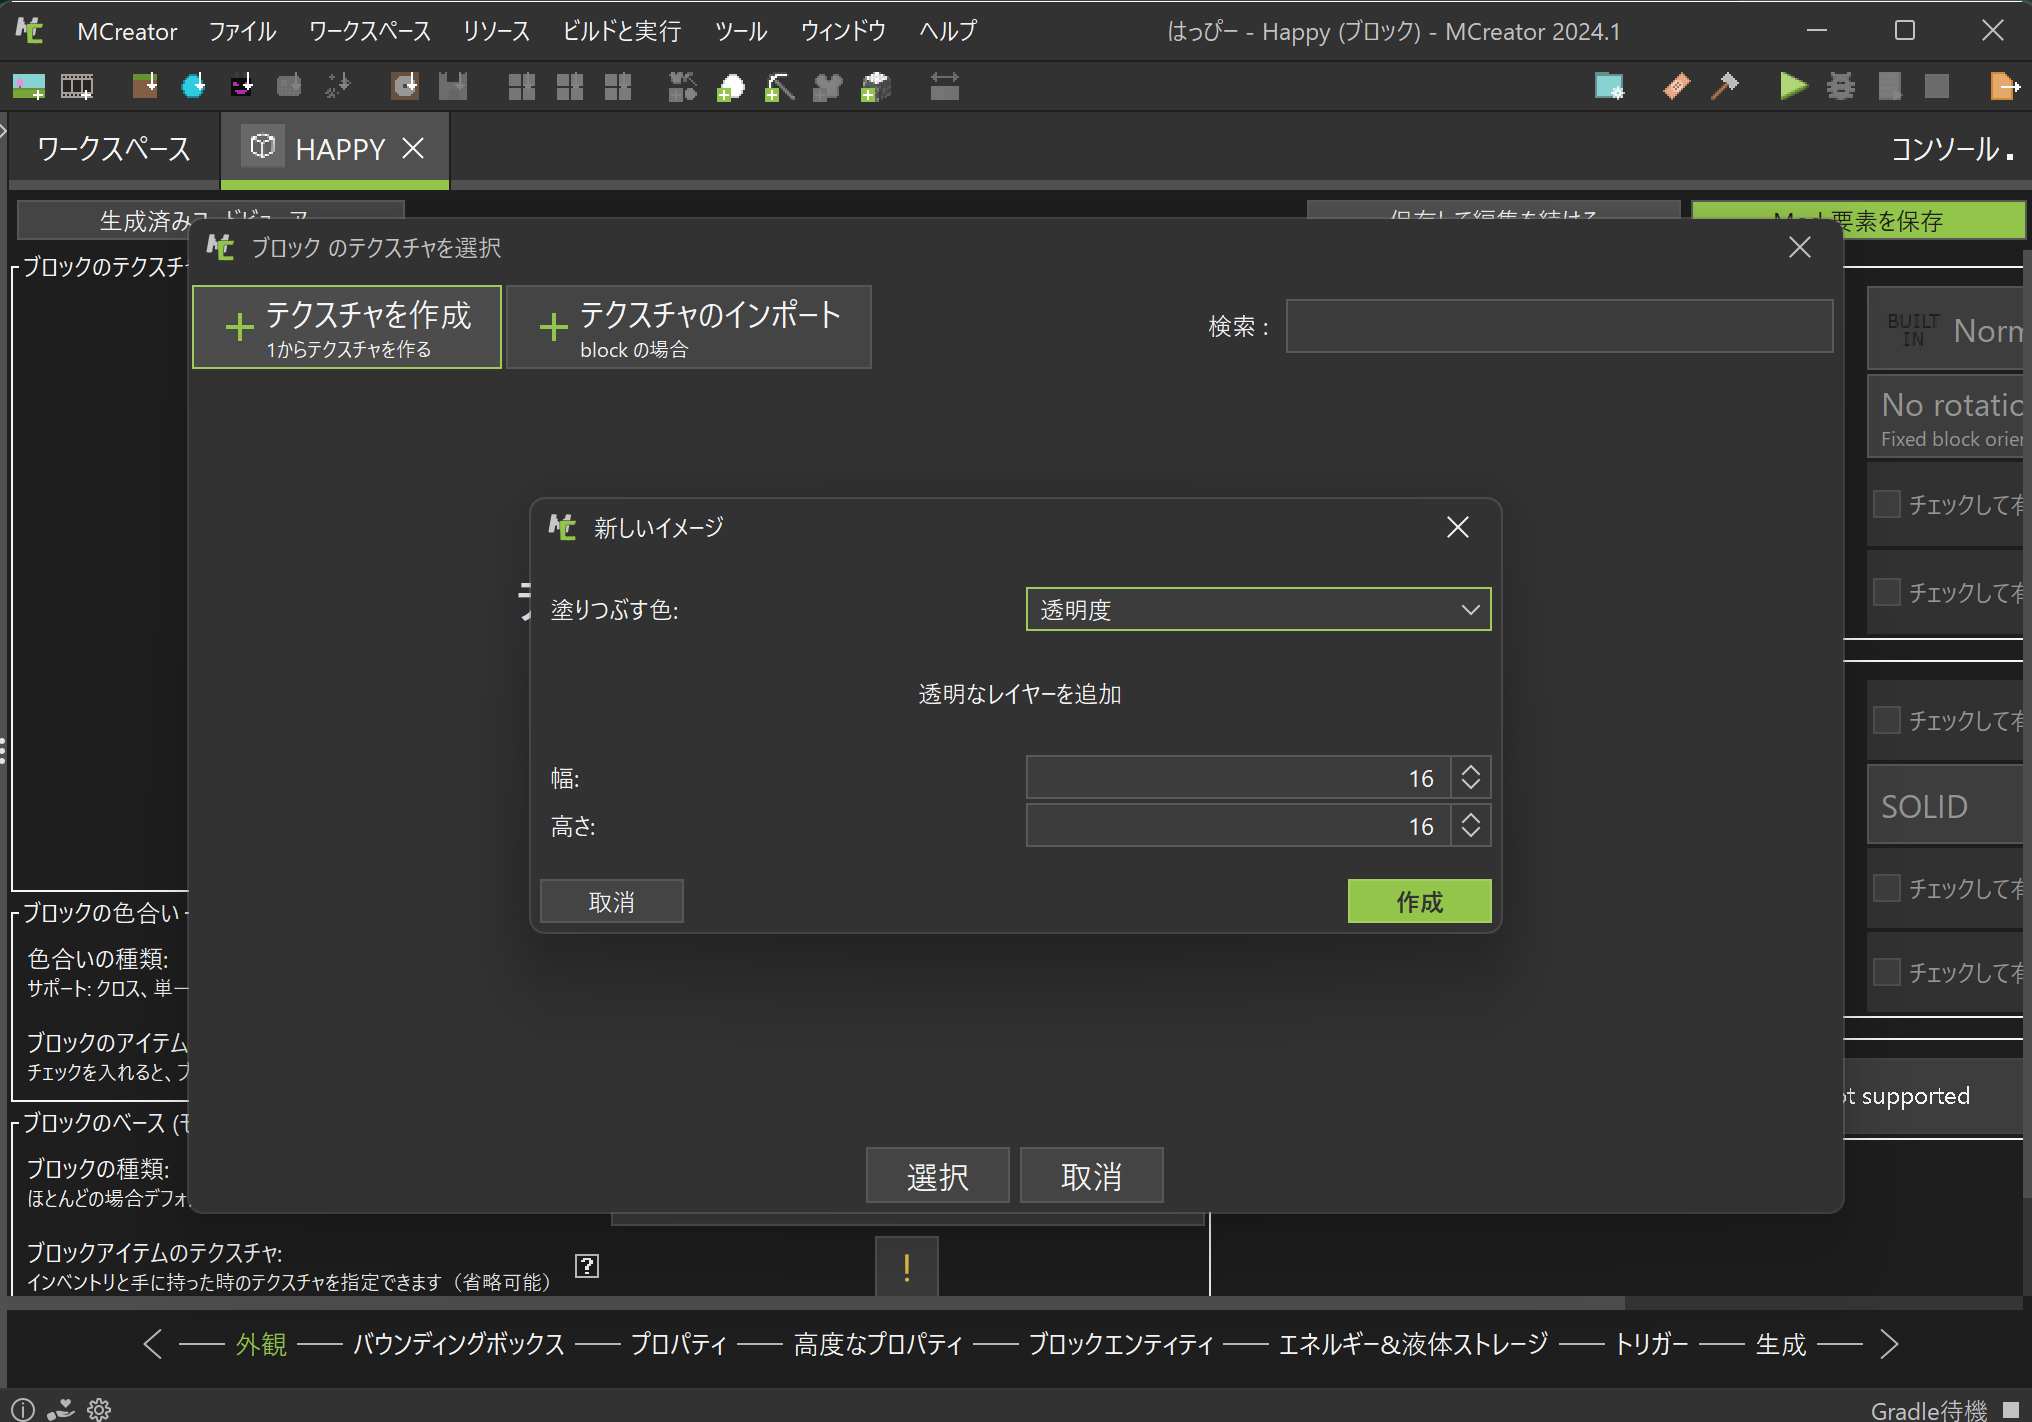 MCreator ファイル ワークスペース リソース ビルドと実行 ツール ウィンドウ ヘルプ はっぴー - Happy (ブロック) - MCreator 2024.1
ワークスペース HAPPY コンソール
生成済みコードビューア 保存して編集を続ける Mod 要素を保存
ブロックのテクスチャ
ブロック のテクスチャを選択
テクスチャを作成
1からテクスチャを作る
テクスチャのインポート
block の場合
検索 :
BUILT
IN
Norm
No rotatio
Fixed block orie
チェックして有
チェックして有
新しいイメージ
塗りつぶす色: 透明度
透明なレイヤーを追加
幅: 16
高さ: 16
取消 作成
チェックして有
SOLID
チェックして有
チェックして有
ブロックの色合い
色合いの種類:
サポート: クロス、単一
ブロックのアイテム
チェックを入れると、ブ
ブロックのベース (モ
ブロックの種類:
ほとんどの場合デフォ
ot supported
選択 取消
ブロックアイテムのテクスチャ:
インベントリと手に持った時のテクスチャを指定できます（省略可能）
?
!
外観 バウンディングボックス プロパティ 高度なプロパティ ブロックエンティティ エネルギー&液体ストレージ トリガー 生成
Gradle待機